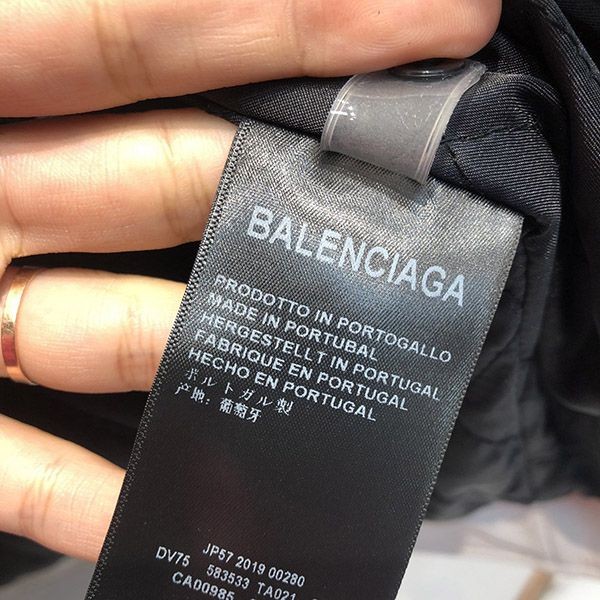 BALENCIAGA
PRODOTTO IN PORTOGALLO
MADE IN PORTUBAL
HERGESTELLT IN PORTUGAL
FABRIQUE EN PORTUGAL
HECHO EN PORTUGAL
ポルトガル製
产地: 葡萄牙
JP57 2019 00280
DV75 583533 TA021
CA00985